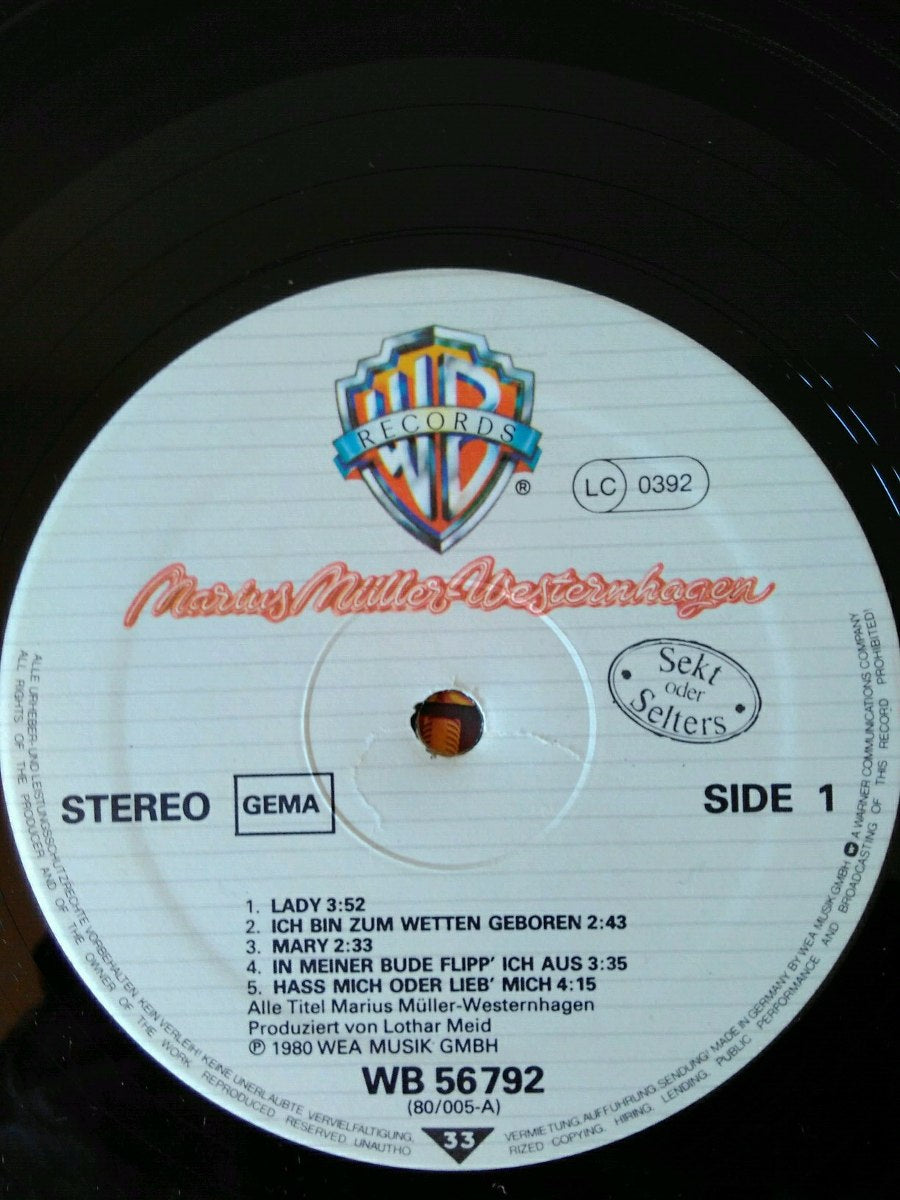 WB
RECORDS
®
LC 0392
Marius Müller-Westernhagen
Sekt
oder
Selters
STEREO GEMA
SIDE 1
1. LADY 3:52
2. ICH BIN ZUM WETTEN GEBOREN 2:43
3. MARY 2:33
4. IN MEINER BUDE FLIPP' ICH AUS 3:35
5. HASS MICH ODER LIEB' MICH 4:15
Alle Titel Marius Müller-Westernhagen
Produziert von Lothar Meid
℗ 1980 WEA MUSIK GMBH
WB 56792
(80/005-A)
33
ALLE URHEBER- UND LEISTUNGSSCHUTZRECHTE VORBEHALTEN. KEIN VERLEIH! KEINE UNERLAUBTE VERVIELFÄLTIGUNG, VERMIETUNG, AUFFÜHRUNG, SENDUNG! MADE IN GERMANY BY WEA MUSIK GMBH A WARNER COMMUNICATIONS COMPANY
ALL RIGHTS OF THE PRODUCER AND OF THE OWNER OF THE WORK REPRODUCED RESERVED. UNAUTHORIZED COPYING, HIRING, LENDING, PUBLIC PERFORMANCE AND BROADCASTING OF THIS RECORD PROHIBITED!